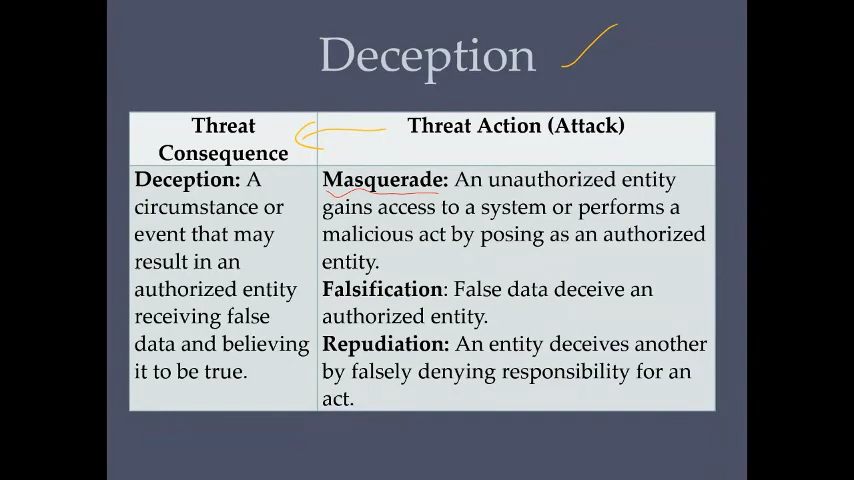 Deception
Threat
Consequence
Threat Action (Attack)
Deception: A
circumstance or
event that may
result in an
authorized entity
receiving false
data and believing
it to be true.
Masquerade: An unauthorized entity
gains access to a system or performs a
malicious act by posing as an authorized
entity.
Falsification: False data deceive an
authorized entity.
Repudiation: An entity deceives another
by falsely denying responsibility for an
act.